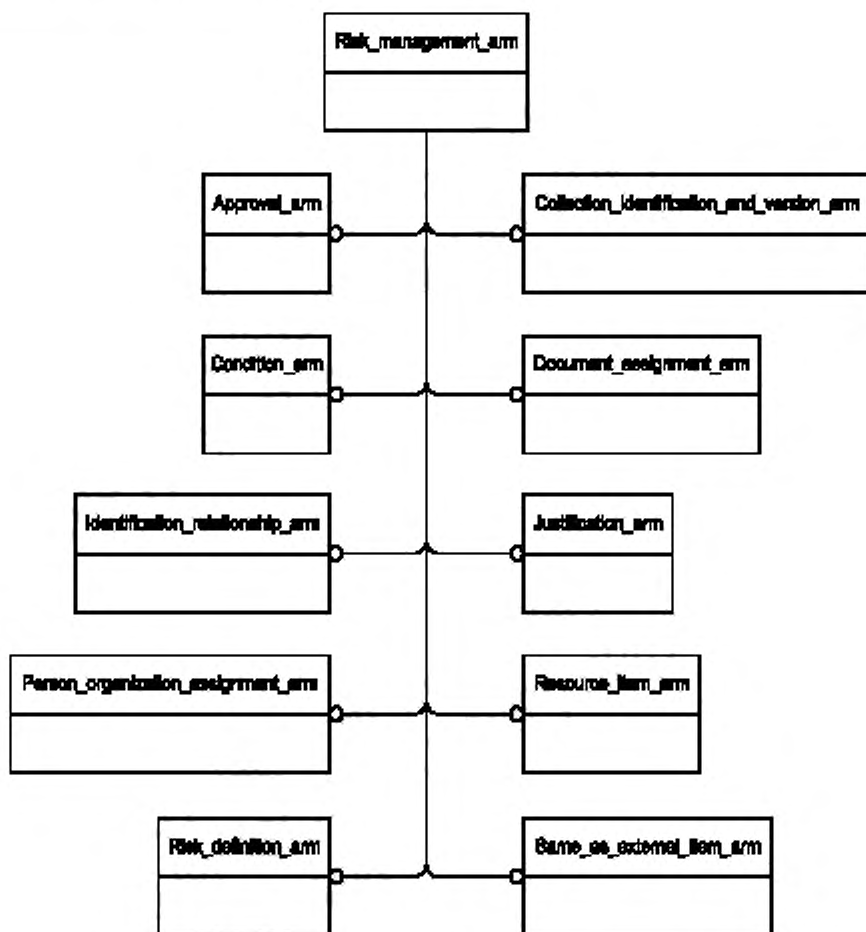 Risk_management_arm
Approval_arm
Collection_identification_and_version_arm
Condition_arm
Document_assignment_arm
Identification_relationship_arm
Justification_arm
Person_organization_assignment_arm
Resource_item_arm
Risk_definition_arm
Same_as_external_item_arm